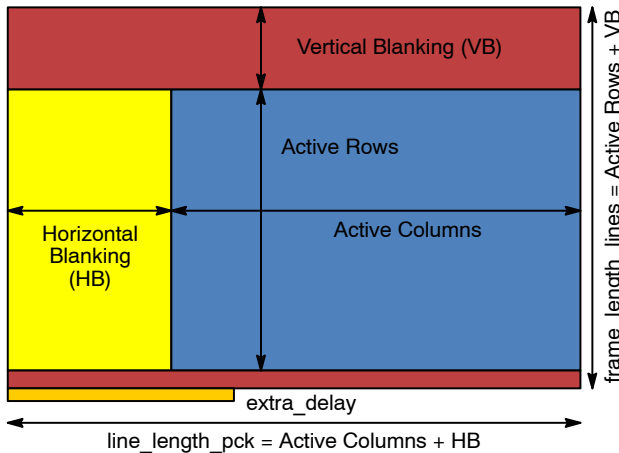 Vertical Blanking (VB)
Active Rows
Active Columns
Horizontal
Blanking
(HB)
frame_length_lines = Active Rows + VB
extra_delay
line_length_pck = Active Columns + HB